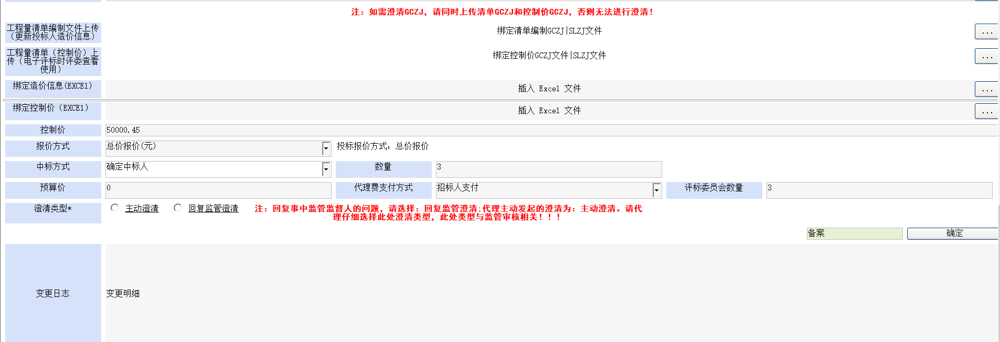 注：如需澄清GCZJ，请同时上传清单GCZJ和控制价GCZJ，否则无法进行澄清！
工程量清单编制文件上传
（更新投标人造价信息）
绑定清单编制GCZJ|SLZJ文件
...
工程量清单（控制价）上
传（电子评标时评委查看
使用）
绑定控制价GCZJ文件|SLZJ文件
...
绑定造价信息(EXCEl)
插入 Excel 文件
...
绑定控制价（EXCEl）
插入 Excel 文件
...
控制价
50000.45
报价方式
总价报价(元)
投标报价方式：总价报价
中标方式
确定中标人
数量
3
预算价
0
代理费支付方式
招标人支付
评标委员会数量
3
澄清类型*
主动澄清
回复监管澄清
注：回复事中监管监督人的问题，请选择：回复监管澄清;代理主动发起的澄清为：主动澄清。请代
理仔细选择此处澄清类型，此处类型与监管审核相关！！！
备案
确定
变更日志
变更明细